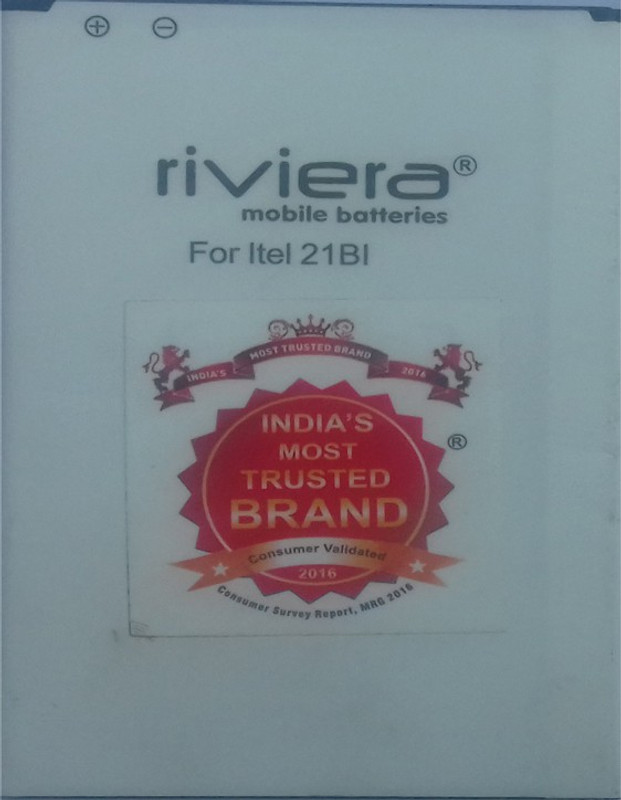 ⊕ ⊖
riviera®
mobile batteries
For Itel 21BI
INDIA'S MOST TRUSTED BRAND 2016
INDIA'S
MOST
TRUSTED
BRAND
®
Consumer Validated
2016
Consumer Survey Report, MRG 2016